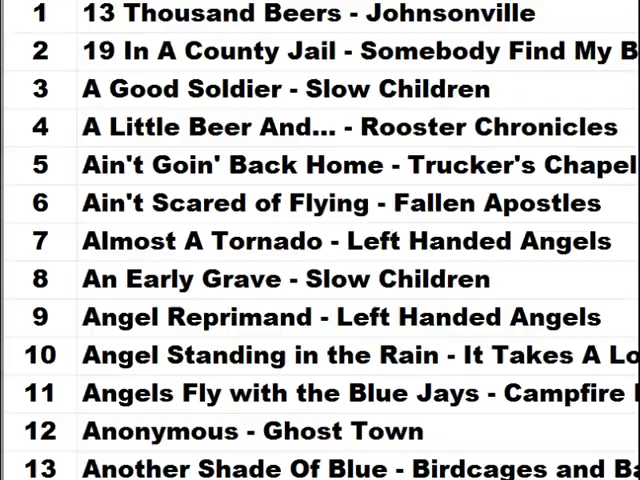 1 13 Thousand Beers - Johnsonville
2 19 In A County Jail - Somebody Find My
3 A Good Soldier - Slow Children
4 A Little Beer And... - Rooster Chronicles
5 Ain't Goin' Back Home - Trucker's Chapel
6 Ain't Scared of Flying - Fallen Apostles
7 Almost A Tornado - Left Handed Angels
8 An Early Grave - Slow Children
9 Angel Reprimand - Left Handed Angels
10 Angel Standing in the Rain - It Takes A
11 Angels Fly with the Blue Jays - Campfire
12 Anonymous - Ghost Town
13 Another Shade Of Blue - Birdcages and